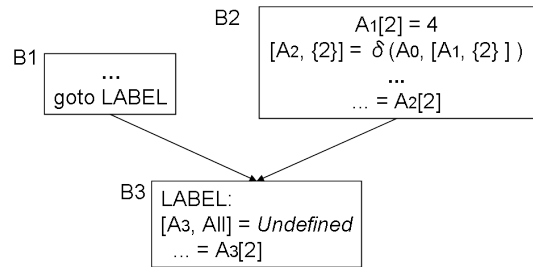 B1
...
goto LABEL
B2
A1[2] = 4
[A2, {2}] = δ (A0, [A1, {2} ] )
...
... = A2[2]
B3
LABEL:
[A3, All] = Undefined
... = A3[2]